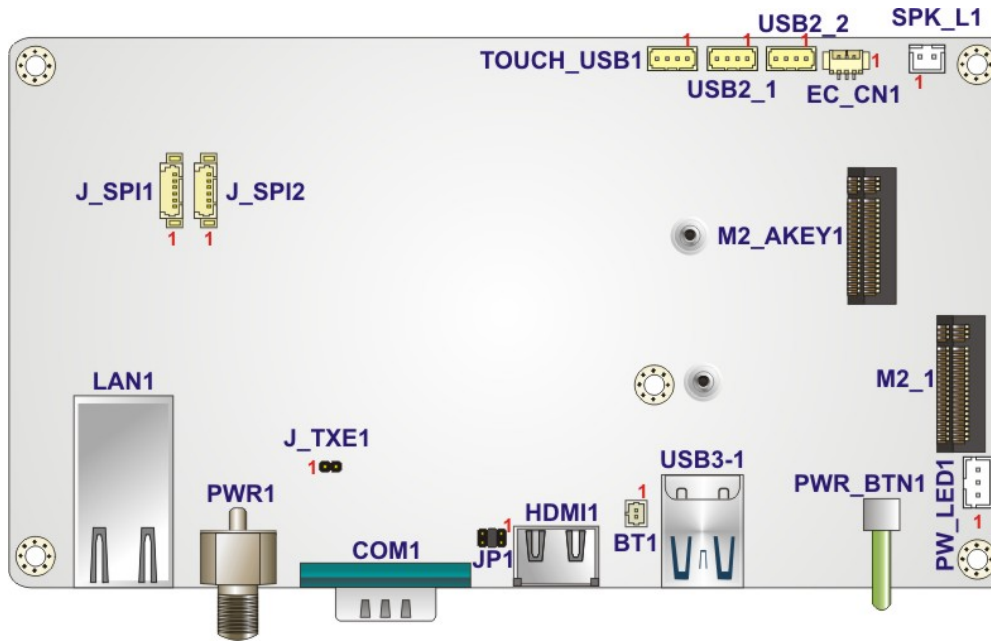 USB2_2
SPK_L1
1
1
1
TOUCH_USB1
1
USB2_1
EC_CN1
1
J_SPI1
J_SPI2
1
1
M2_AKEY1
LAN1
M2_1
J_TXE1
1
USB3-1
PWR1
PWR_BTN1
PW_LED1
1
HDMI1
1
1
COM1
JP1
BT1